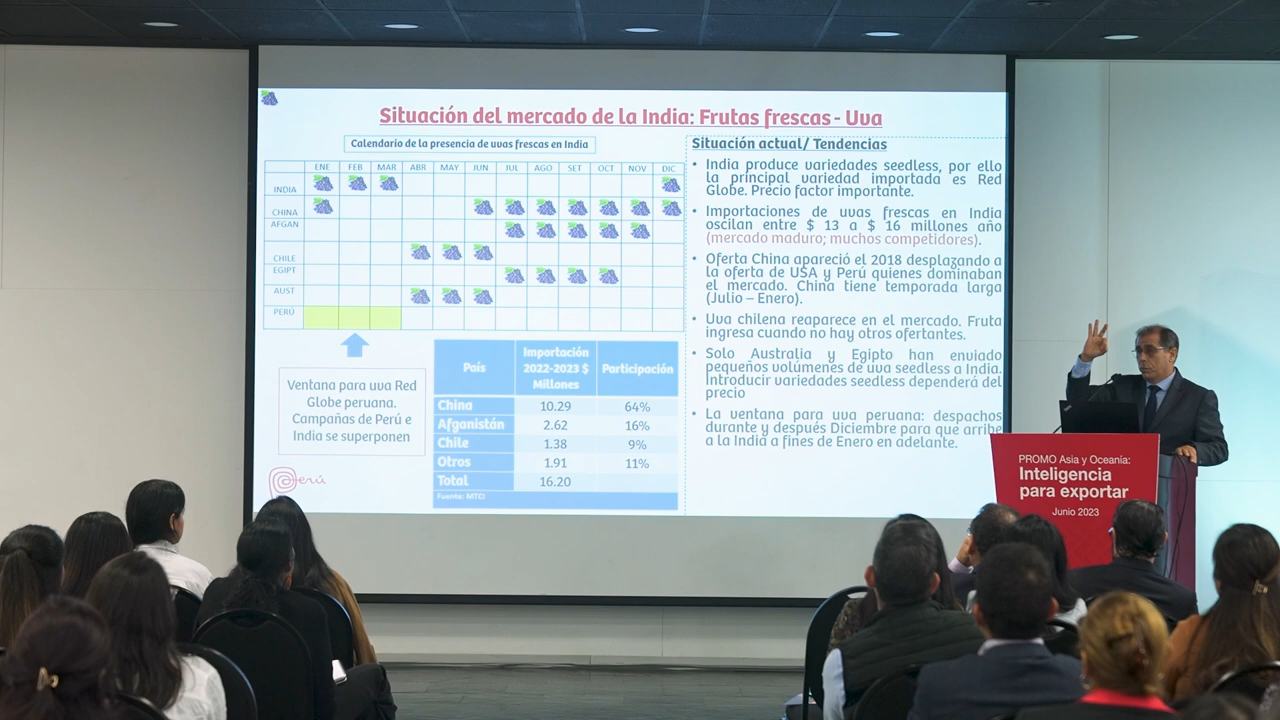 Situación del mercado de la India: Frutas frescas - Uva
Calendario de la presencia de uvas frescas en India
ENE FEB MAR ABR MAY JUN JUL AGO SET OCT NOV DIC
INDIA
CHINA
AFGAN
CHILE
EGIPT
AUST
PERÚ
Ventana para uva Red
Globe peruana.
Campañas de Perú e
India se superponen
País Importación 2022-2023 $ Millones Participación
China 10.29 64%
Afganistán 2.62 16%
Chile 1.38 9%
Otros 1.91 11%
Total 16.20
Fuente: MTCI
Perú
Situación actual/ Tendencias
• India produce variedades seedless, por ello
la principal variedad importada es Red
Globe. Precio factor importante.
• Importaciones de uvas frescas en India
oscilan entre $ 13 a $ 16 millones año
(mercado maduro; muchos competidores).
• Oferta China apareció el 2018 desplazando a
la oferta de USA y Perú quienes dominaban
el mercado. China tiene temporada larga
(Julio – Enero).
• Uva chilena reaparece en el mercado. Fruta
ingresa cuando no hay otros ofertantes.
• Solo Australia y Egipto han enviado
pequeños volúmenes de uva seedless a India.
Introducir variedades seedless dependerá del
precio
• La ventana para uva peruana: despachos
durante y después Diciembre para que arribe
a la India a fines de Enero en adelante.
PROMO Asia y Oceanía:
Inteligencia
para exportar
Junio 2023